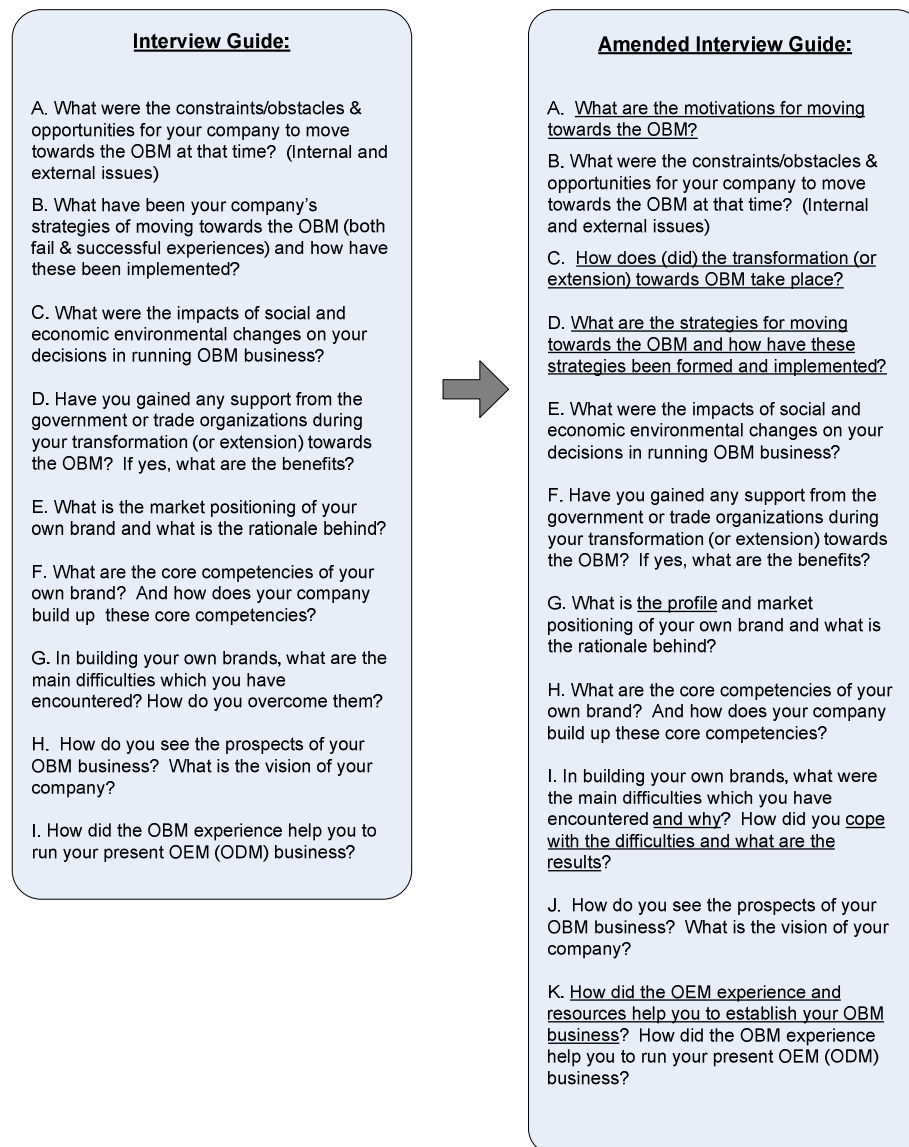 Interview Guide:
A. What were the constraints/obstacles &
opportunities for your company to move
towards the OBM at that time?  (Internal and
external issues)
B. What have been your company's
strategies of moving towards the OBM (both
fail & successful experiences) and how have
these been implemented?
C. What were the impacts of social and
economic environmental changes on your
decisions in running OBM business?
D. Have you gained any support from the
government or trade organizations during
your transformation (or extension) towards
the OBM?  If yes, what are the benefits?
E. What is the market positioning of your
own brand and what is the rationale behind?
F. What are the core competencies of your
own brand?  And how does your company
build up  these core competencies?
G. In building your own brands, what are the
main difficulties which you have
encountered? How do you overcome them?
H.  How do you see the prospects of your
OBM business?  What is the vision of your
company?
I. How did the OBM experience help you to
run your present OEM (ODM) business?
Amended Interview Guide:
A.  What are the motivations for moving
towards the OBM?
B. What were the constraints/obstacles &
opportunities for your company to move
towards the OBM at that time?  (Internal
and external issues)
C.  How does (did) the transformation (or
extension) towards OBM take place?
D. What are the strategies for moving
towards the OBM and how have these
strategies been formed and implemented?
E. What were the impacts of social and
economic environmental changes on your
decisions in running OBM business?
F. Have you gained any support from the
government or trade organizations during
your transformation (or extension) towards
the OBM?  If yes, what are the benefits?
G. What is the profile and market
positioning of your own brand and what is
the rationale behind?
H. What are the core competencies of your
own brand?  And how does your company
build up these core competencies?
I. In building your own brands, what were
the main difficulties which you have
encountered and why?  How did you cope
with the difficulties and what are the
results?
J.  How do you see the prospects of your
OBM business?  What is the vision of your
company?
K. How did the OEM experience and
resources help you to establish your OBM
business?  How did the OBM experience
help you to run your present OEM (ODM)
business?